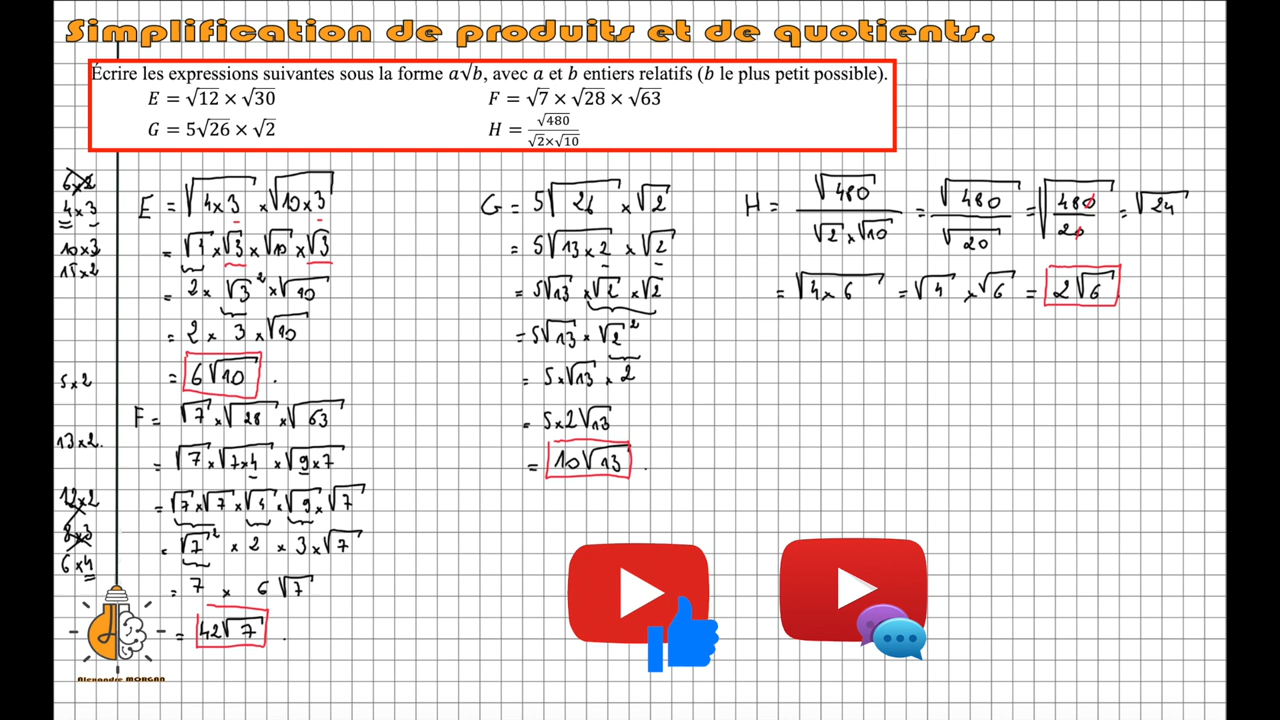 Simplification de produits et de quotients.
Écrire les expressions suivantes sous la forme a√b, avec a et b entiers relatifs (b le plus petit possible).
E = √12 × √30
F = √7 × √28 × √63
G = 5√26 × √2
H = √480 / (√2×√10)
6×2
4×3
10×3
15×2
5×2
13×2.
12×2
8×3
6×4
E = √(4×3) × √(10×3)
= √4 × √3 × √10 × √3
= 2 × √3² × √10
= 2 × 3 × √10
= 6√10.
F = √7 × √28 × √63
= √7 × √(7×4) × √(9×7)
= √7 × √7 × √4 × √9 × √7
= √7² × 2 × 3 × √7
= 7 × 6√7
= 42√7.
G = 5√26 × √2
= 5√(13×2) × √2
= 5√13 × √2 × √2
= 5√13 × √2²
= 5×√13 × 2
= 5×2√13
= 10√13.
H = √480 / (√2×√10) = √480 / √20 = √(480/20) = √24
= √(4×6) = √4 × √6 = 2√6
Alexandre MORGAN